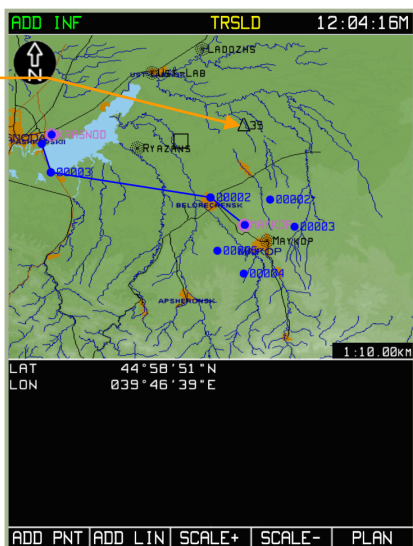 ADD INF TRSLD 12:04:16M
N
LADOZHS
UST-LAB
35
RYAZANS
00003
00002
00002
BELORECHENSK
00003
MAYKOP
00004
APSHERONSK
1:10.00KM
LAT 44°58'51"N
LON 039°46'39"E
ADD PNT ADD LIN SCALE+ SCALE- PLAN